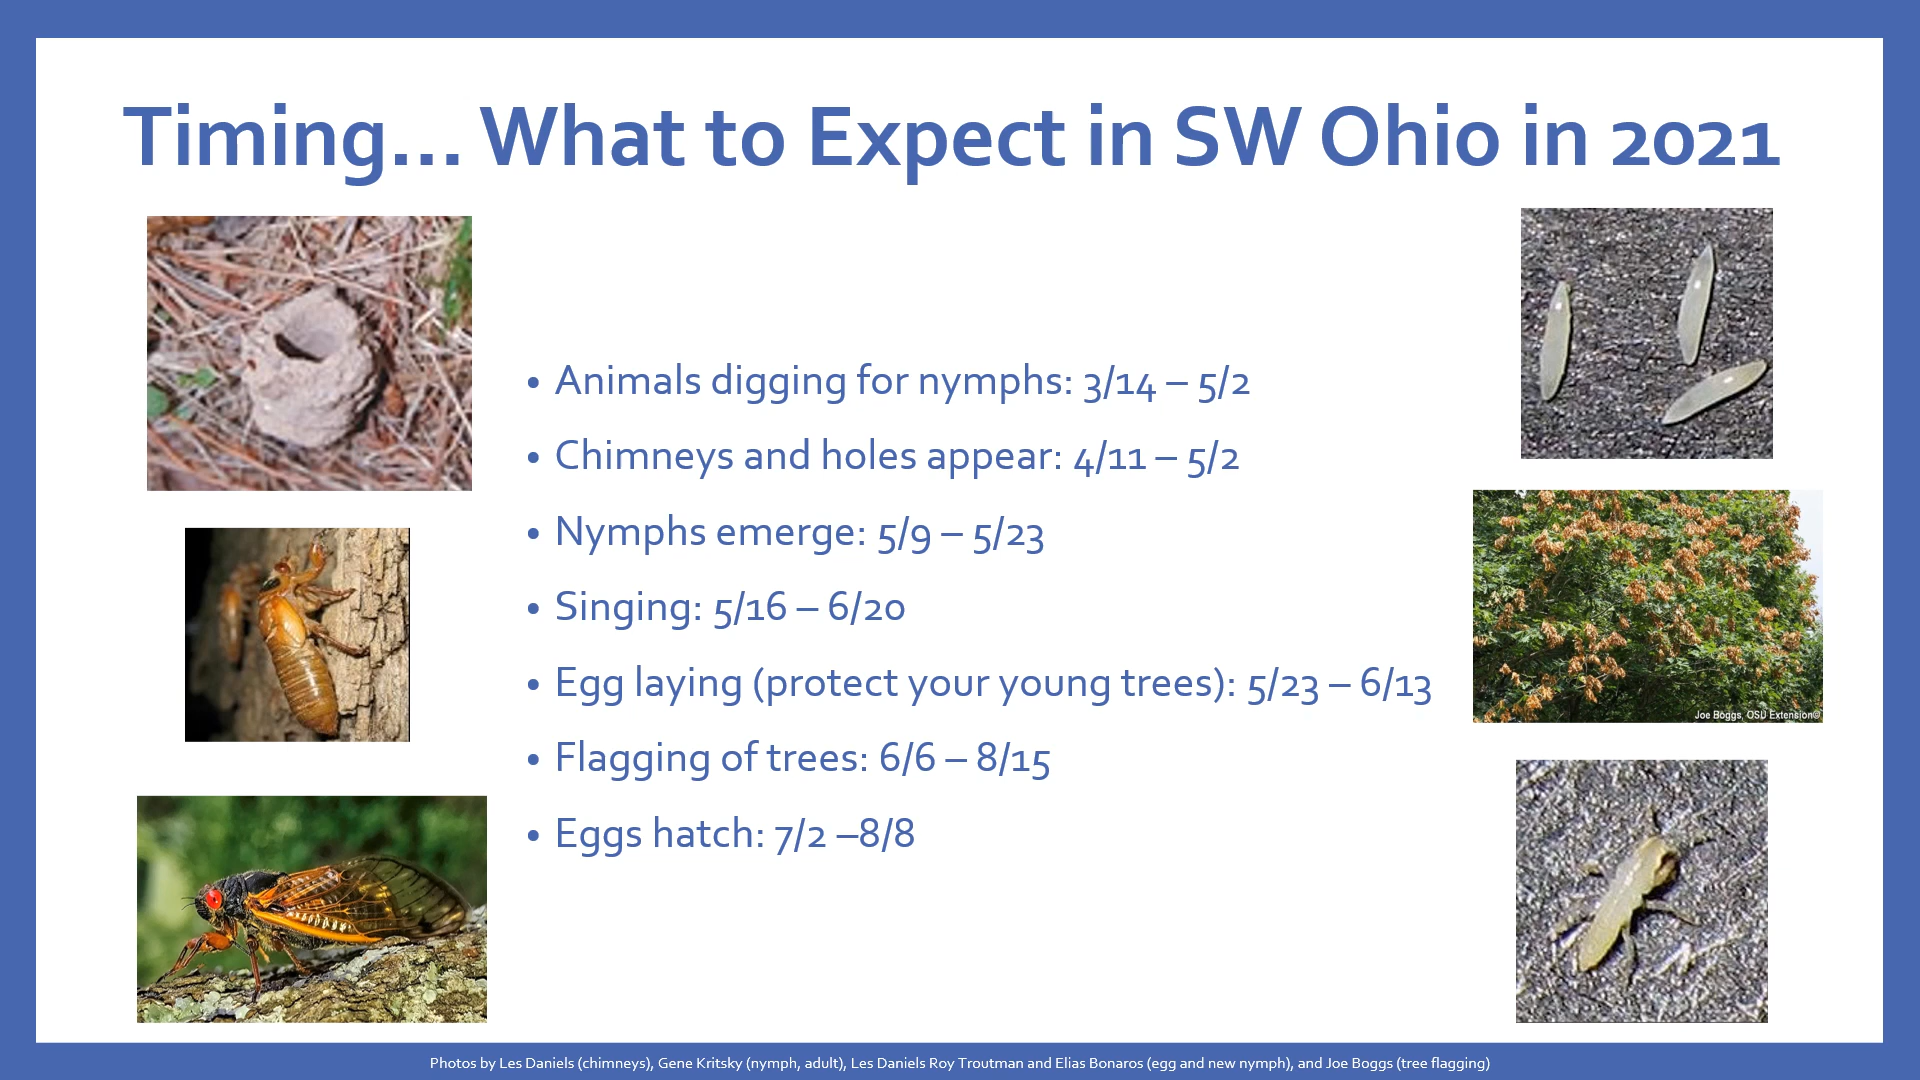 Timing... What to Expect in SW Ohio in 2021
• Animals digging for nymphs: 3/14 – 5/2
• Chimneys and holes appear: 4/11 – 5/2
• Nymphs emerge: 5/9 – 5/23
• Singing: 5/16 – 6/20
• Egg laying (protect your young trees): 5/23 – 6/13
• Flagging of trees: 6/6 – 8/15
• Eggs hatch: 7/2 –8/8
Joe Boggs, OSU Extension©
Photos by Les Daniels (chimneys), Gene Kritsky (nymph, adult), Les Daniels Roy Troutman and Elias Bonaros (egg and new nymph), and Joe Boggs (tree flagging)